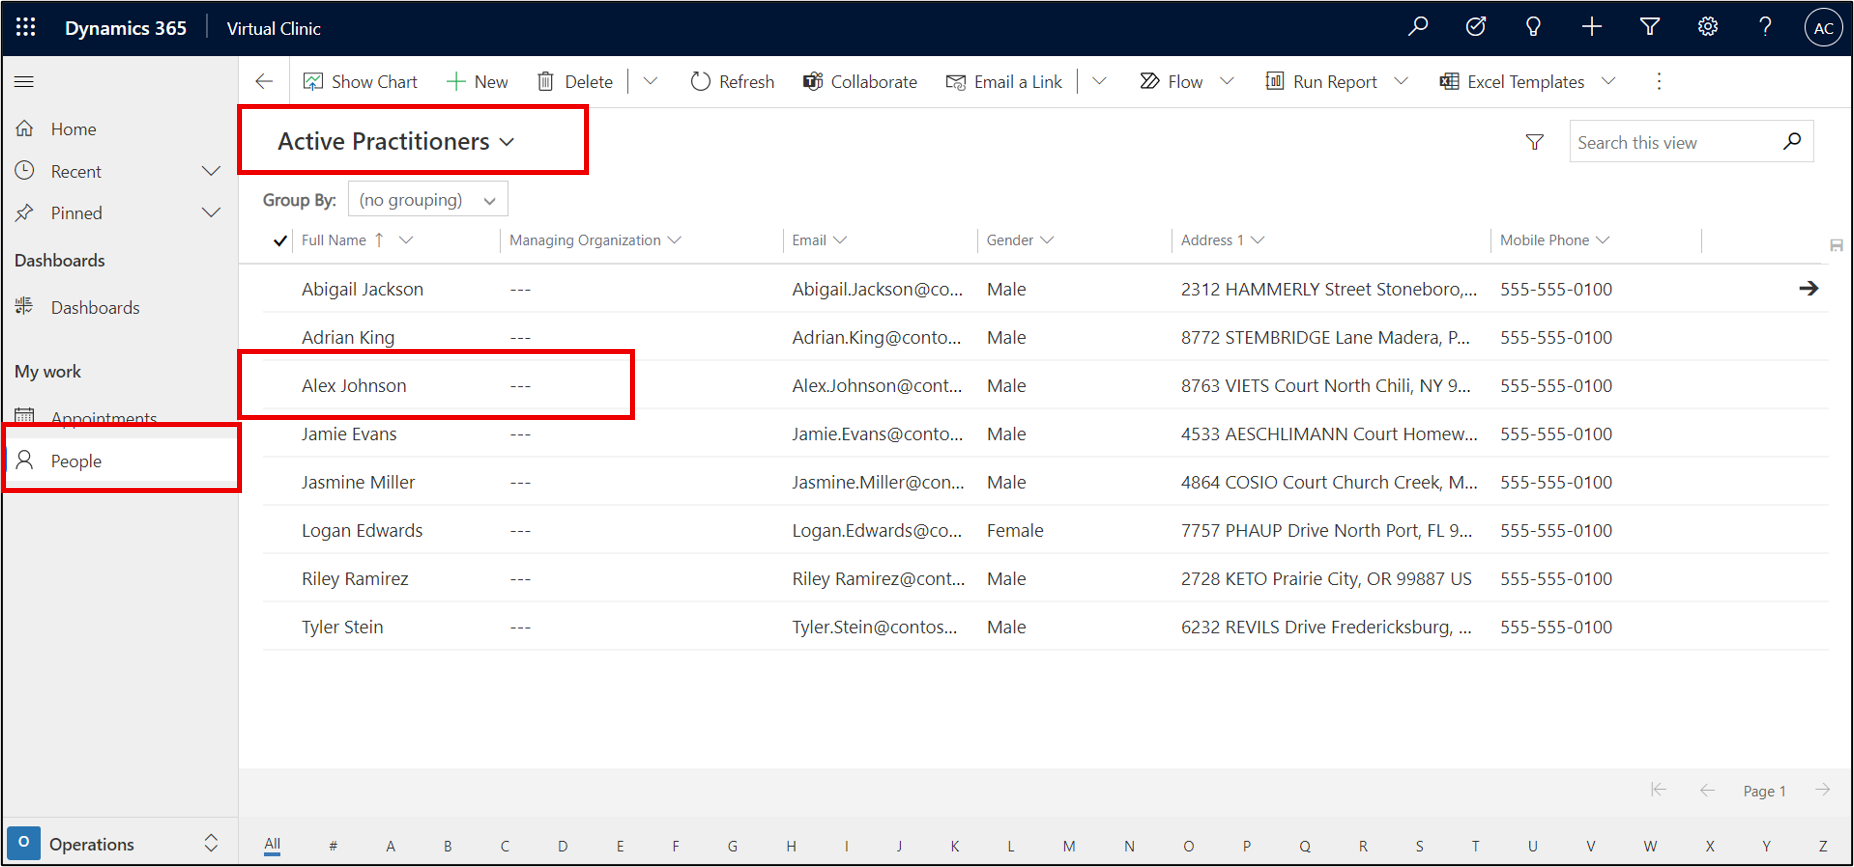 Dynamics 365 Virtual Clinic AC
Show Chart New Delete Refresh Collaborate Email a Link Flow Run Report Excel Templates
Home
Recent
Pinned
Dashboards
Dashboards
My work
Appointments
People
Active Practitioners
Search this view
Group By: (no grouping)
Full Name Managing Organization Email Gender Address 1 Mobile Phone
Abigail Jackson --- Abigail.Jackson@co... Male 2312 HAMMERLY Street Stoneboro,... 555-555-0100
Adrian King --- Adrian.King@conto... Male 8772 STEMBRIDGE Lane Madera, P... 555-555-0100
Alex Johnson --- Alex.Johnson@cont... Male 8763 VIETS Court North Chili, NY 9... 555-555-0100
Jamie Evans --- Jamie.Evans@conto... Male 4533 AESCHLIMANN Court Homew... 555-555-0100
Jasmine Miller --- Jasmine.Miller@con... Male 4864 COSIO Court Church Creek, M... 555-555-0100
Logan Edwards --- Logan.Edwards@co... Female 7757 PHAUP Drive North Port, FL 9... 555-555-0100
Riley Ramirez --- Riley Ramirez@cont... Male 2728 KETO Prairie City, OR 99887 US 555-555-0100
Tyler Stein --- Tyler.Stein@contos... Male 6232 REVILS Drive Fredericksburg, ... 555-555-0100
Page 1
O Operations
All # A B C D E F G H I J K L M N O P Q R S T U V W X Y Z